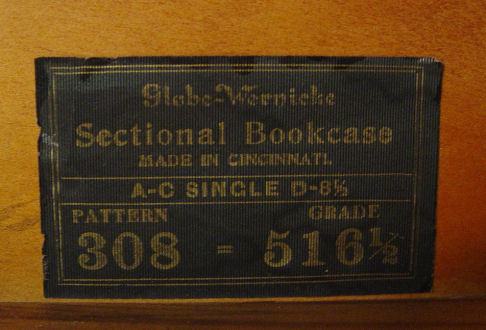 Globe-Wernicke
Sectional Bookcase
MADE IN CINCINNATI.
A-C SINGLE D-8½
PATTERN GRADE
308 = 516½